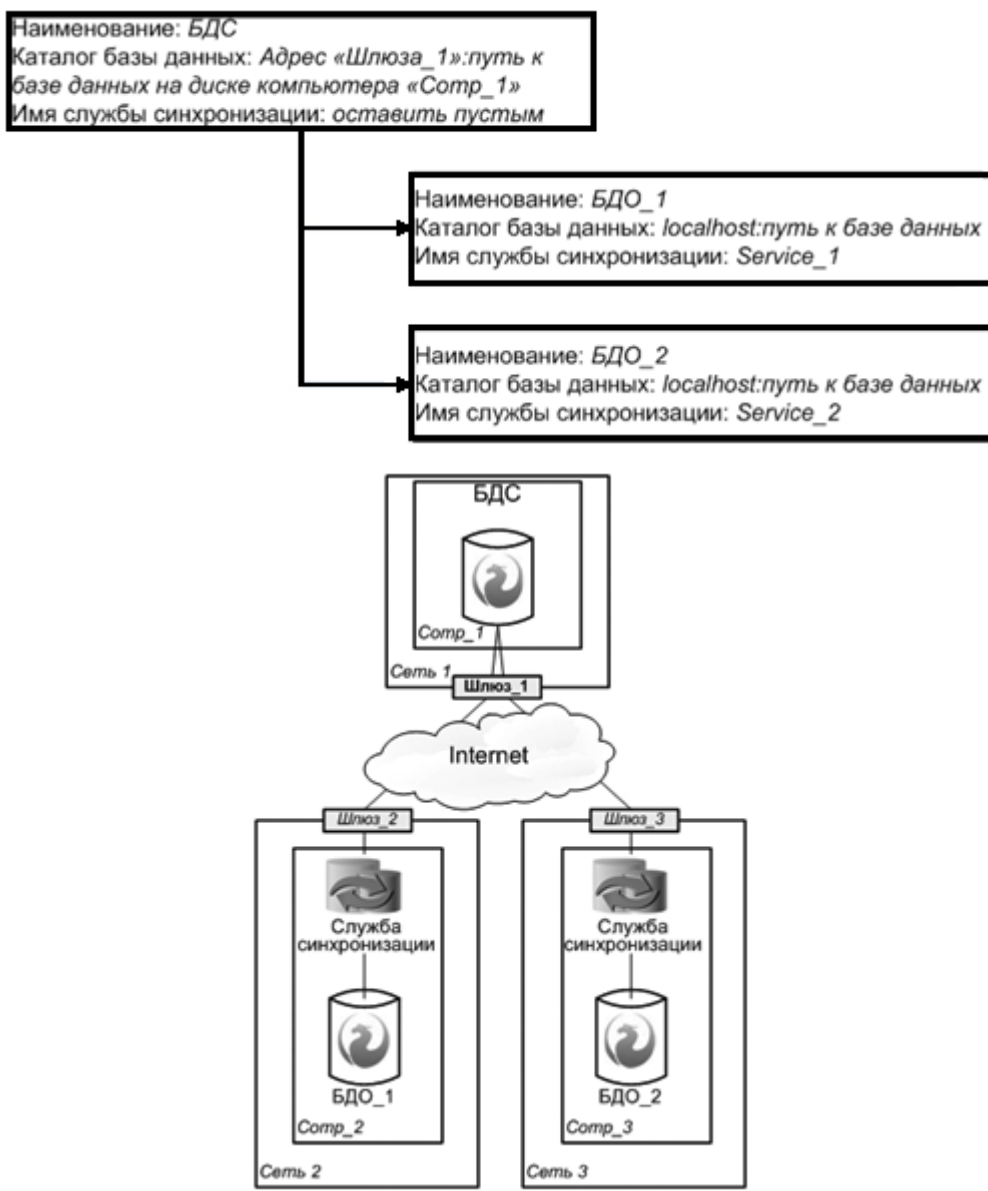 Наименование: БДС
Каталог базы данных: Адрес «Шлюза_1»:путь к
базе данных на диске компьютера «Comp_1»
Имя службы синхронизации: оставить пустым
Наименование: БДО_1
Каталог базы данных: localhost:путь к базе данных
Имя службы синхронизации: Service_1
Наименование: БДО_2
Каталог базы данных: localhost:путь к базе данных
Имя службы синхронизации: Service_2
БДС
Comp_1
Сеть 1
Шлюз_1
Internet
Шлюз_2
Шлюз_3
Служба
синхронизации
Служба
синхронизации
БДО_1
БДО_2
Comp_2
Comp_3
Сеть 2
Сеть 3